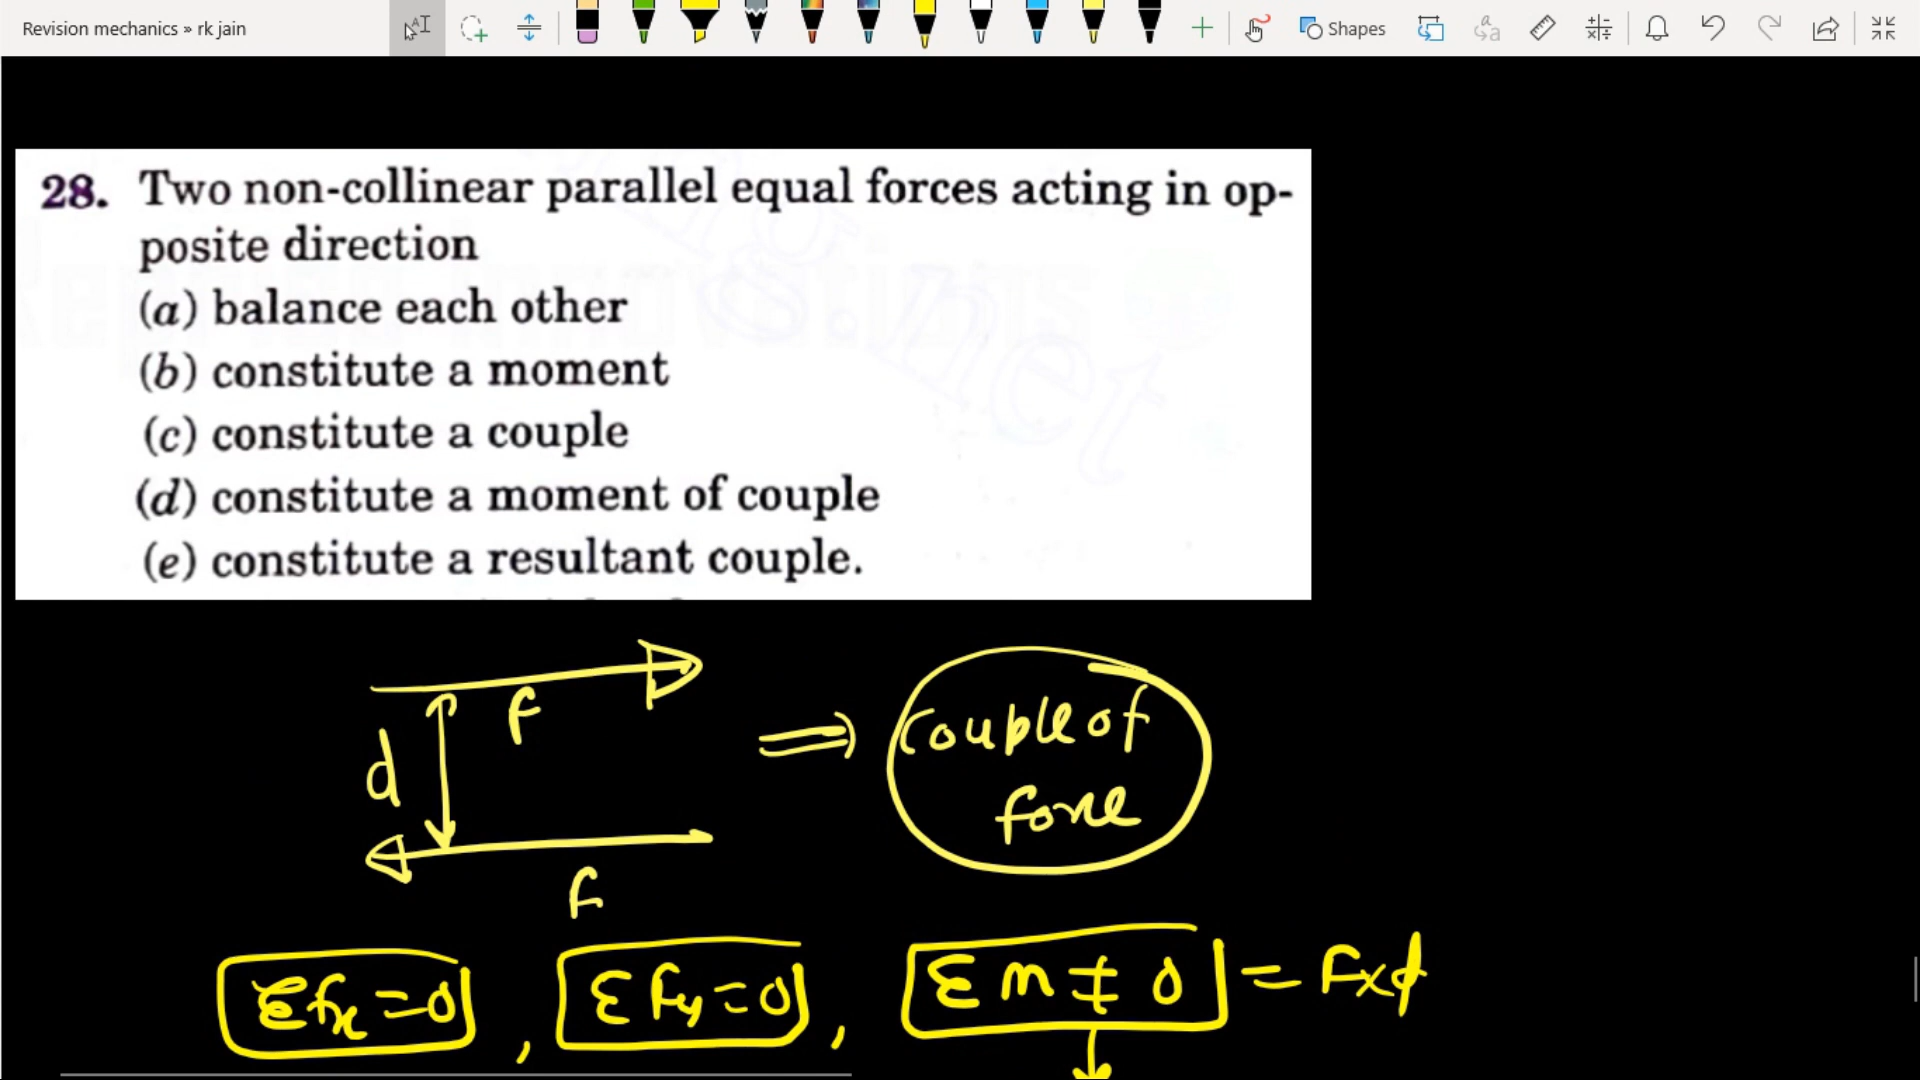 Revision mechanics » rk jain
Shapes
28. Two non-collinear parallel equal forces acting in op-
posite direction
(a) balance each other
(b) constitute a moment
(c) constitute a couple
(d) constitute a moment of couple
(e) constitute a resultant couple.
F
d
F
⇒ couple of
force
Σfx = 0 , Σfy = 0 , Σm ≠ 0 = F×d